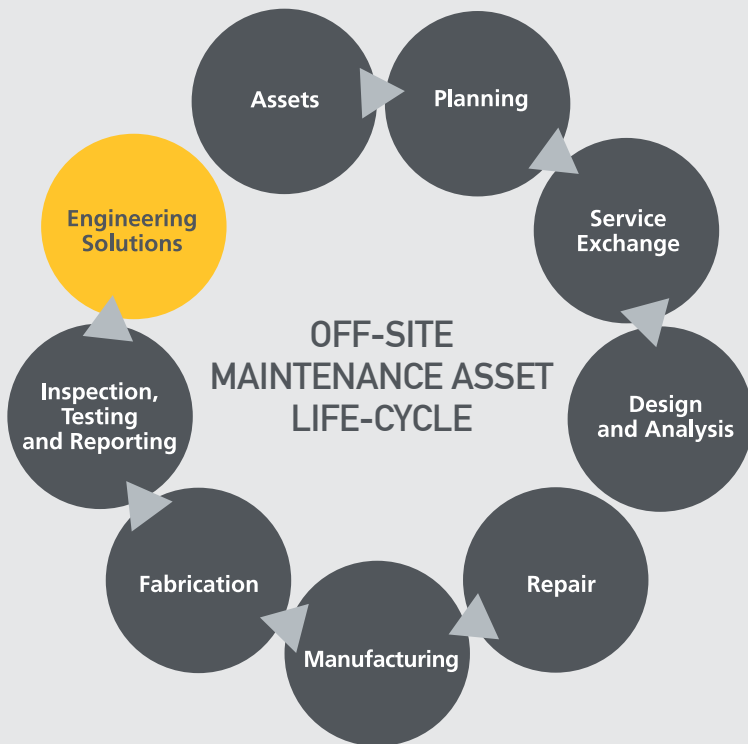 Assets
Planning
Service
Exchange
Design
and Analysis
Repair
Manufacturing
Fabrication
Inspection,
Testing
and Reporting
Engineering
Solutions
OFF-SITE
MAINTENANCE ASSET
LIFE-CYCLE